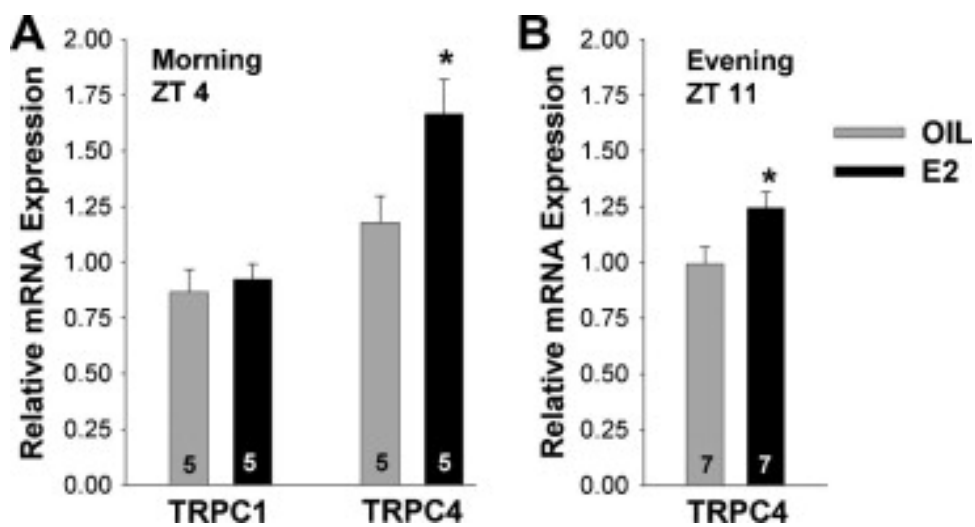 A
Relative mRNA Expression
2.00
1.75
1.50
1.25
1.00
0.75
0.50
0.25
0.00
Morning
ZT 4
*
5
5
5
5
TRPC1
TRPC4
B
Relative mRNA Expression
2.00
1.75
1.50
1.25
1.00
0.75
0.50
0.25
0.00
Evening
ZT 11
*
7
7
TRPC4
OIL
E2